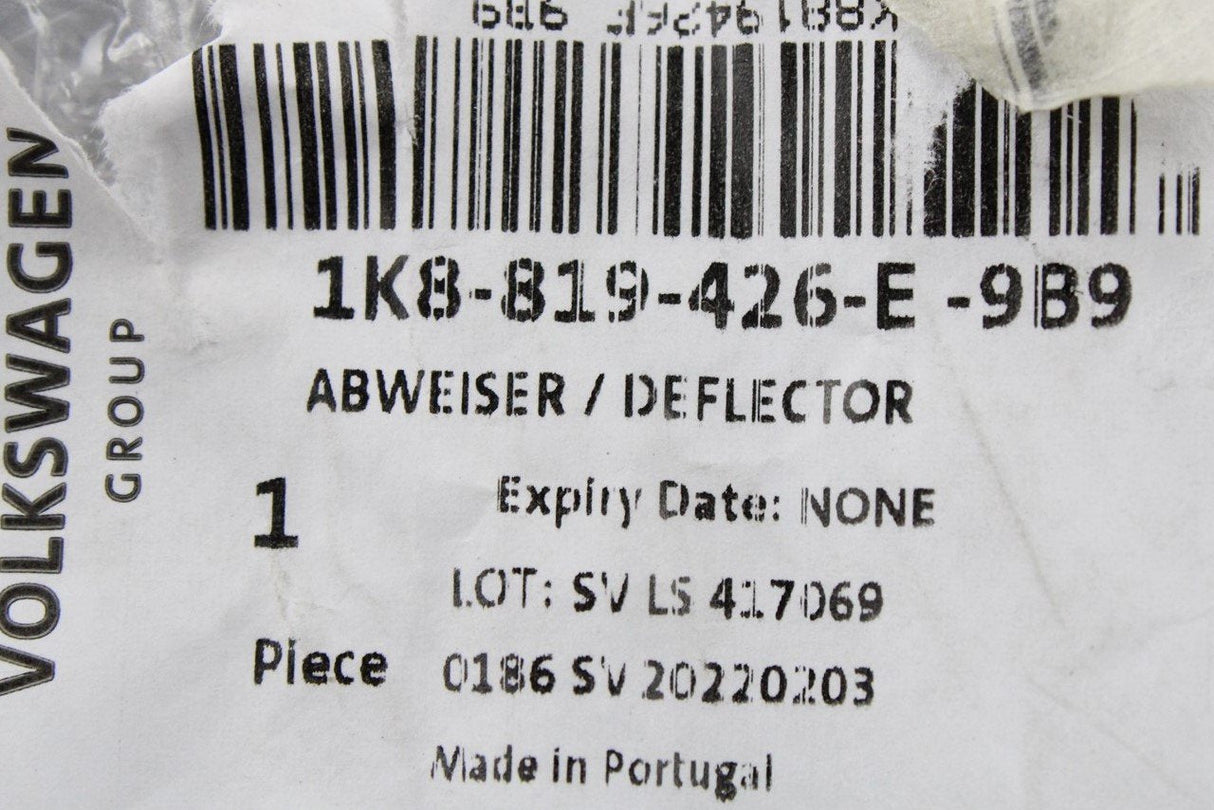 1K8-819-426-E -9B9
ABWEISER / DEFLECTOR
1
Piece
Expiry Date: NONE
LOT: SV LS 417069
0186 SV 20220203
Made in Portugal
VOLKSWAGEN
GROUP